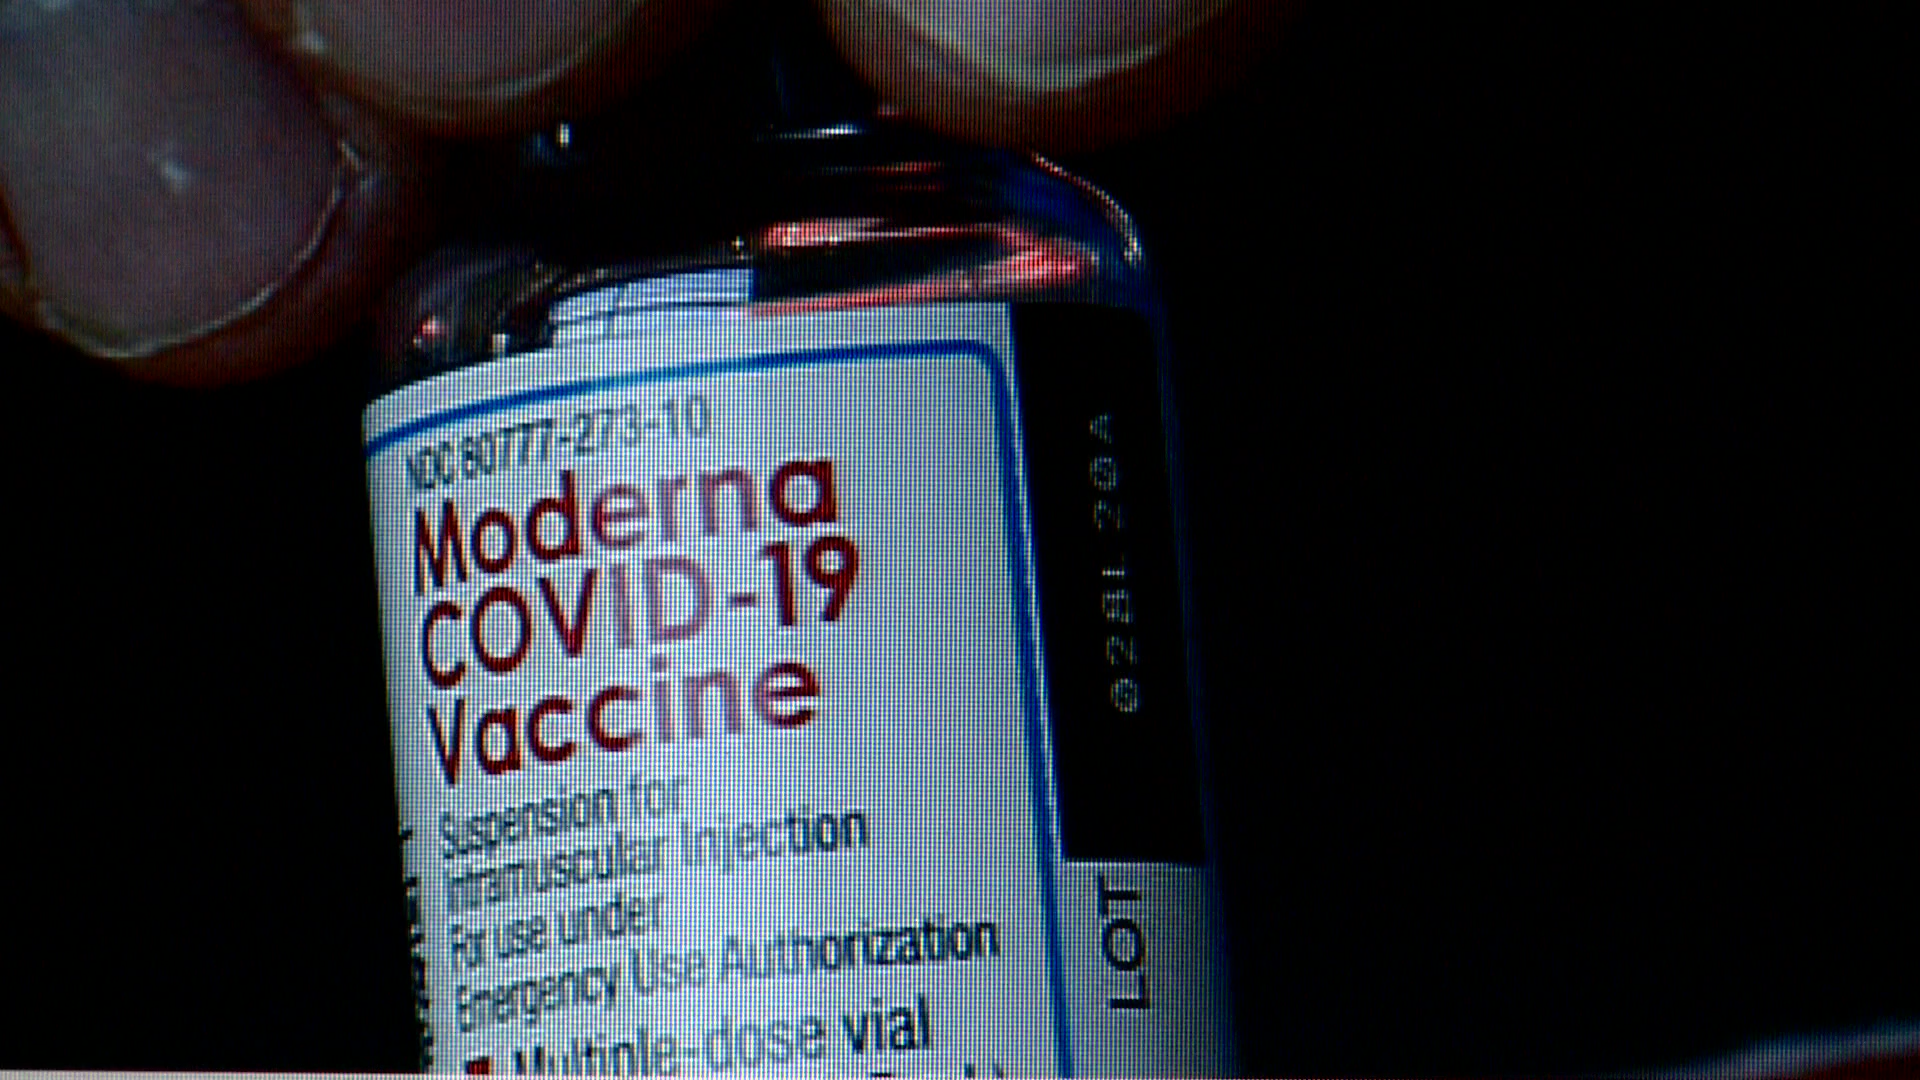 NDC 80777-273-10
Moderna
COVID-19
Vaccine
Suspension for
Intramuscular Injection
For use under
Emergency Use Authorization
Multiple-dose vial
LOT
028L20A